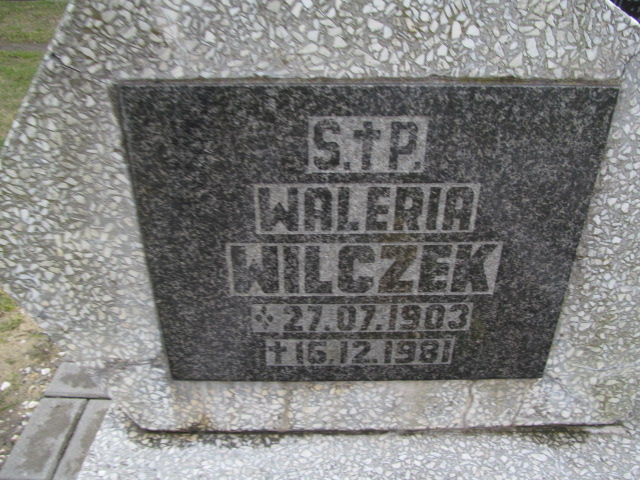 S.†P.
WALERIA
WILCZEK
* 27.07.1903
† 16.12.1981